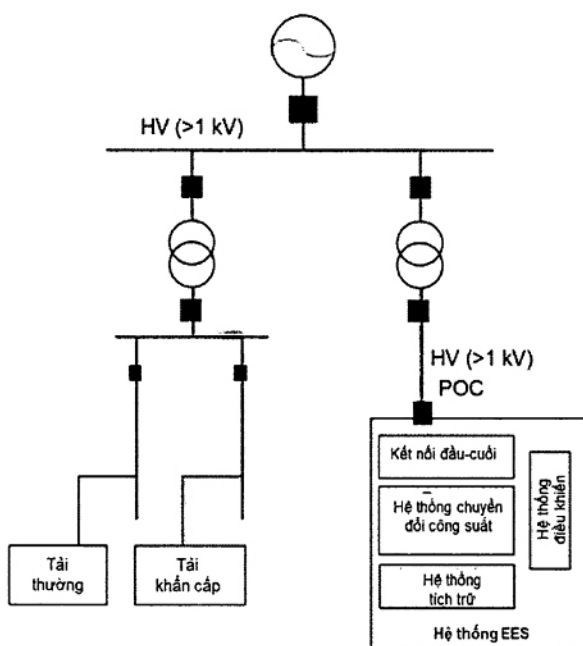 HV (>1 kV)
HV (>1 kV)
POC
Kết nối đầu-cuối
Hệ thống chuyển
đổi công suất
Hệ thống
điều khiển
Hệ thống
tích trữ
Hệ thống EES
Tải
thường
Tải
khẩn cấp